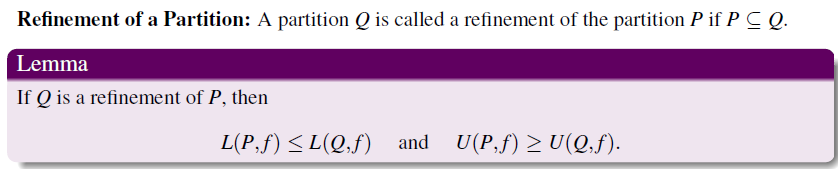 Refinement of a Partition: A partition Q is called a refinement of the partition P if P ⊆ Q.
Lemma
If Q is a refinement of P, then
L(P,f) ≤ L(Q,f) and U(P,f) ≥ U(Q,f).